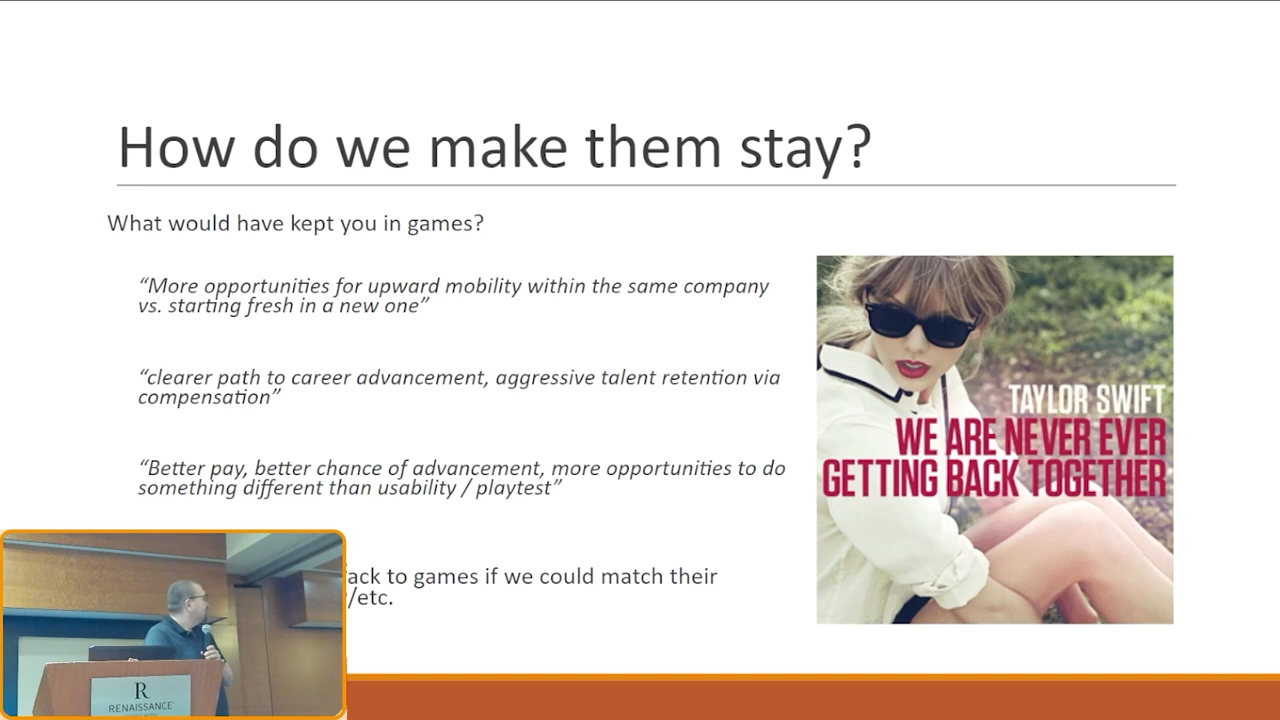 How do we make them stay?
What would have kept you in games?
“More opportunities for upward mobility within the same company
vs. starting fresh in a new one”
“clearer path to career advancement, aggressive talent retention via
compensation”
“Better pay, better chance of advancement, more opportunities to do
something different than usability / playtest”
TAYLOR SWIFT
WE ARE NEVER EVER
GETTING BACK TOGETHER
to games if we could match their
/etc.
R
RENAISSANCE